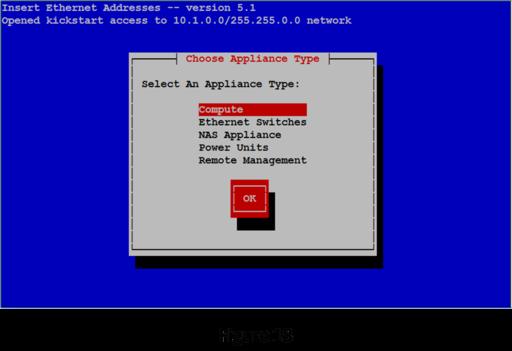 Insert Ethernet Addresses -- version 5.1
Opened kickstart access to 10.1.0.0/255.255.0.0 network
Choose Appliance Type
Select An Appliance Type:
Compute
Ethernet Switches
NAS Appliance
Power Units
Remote Management
OK